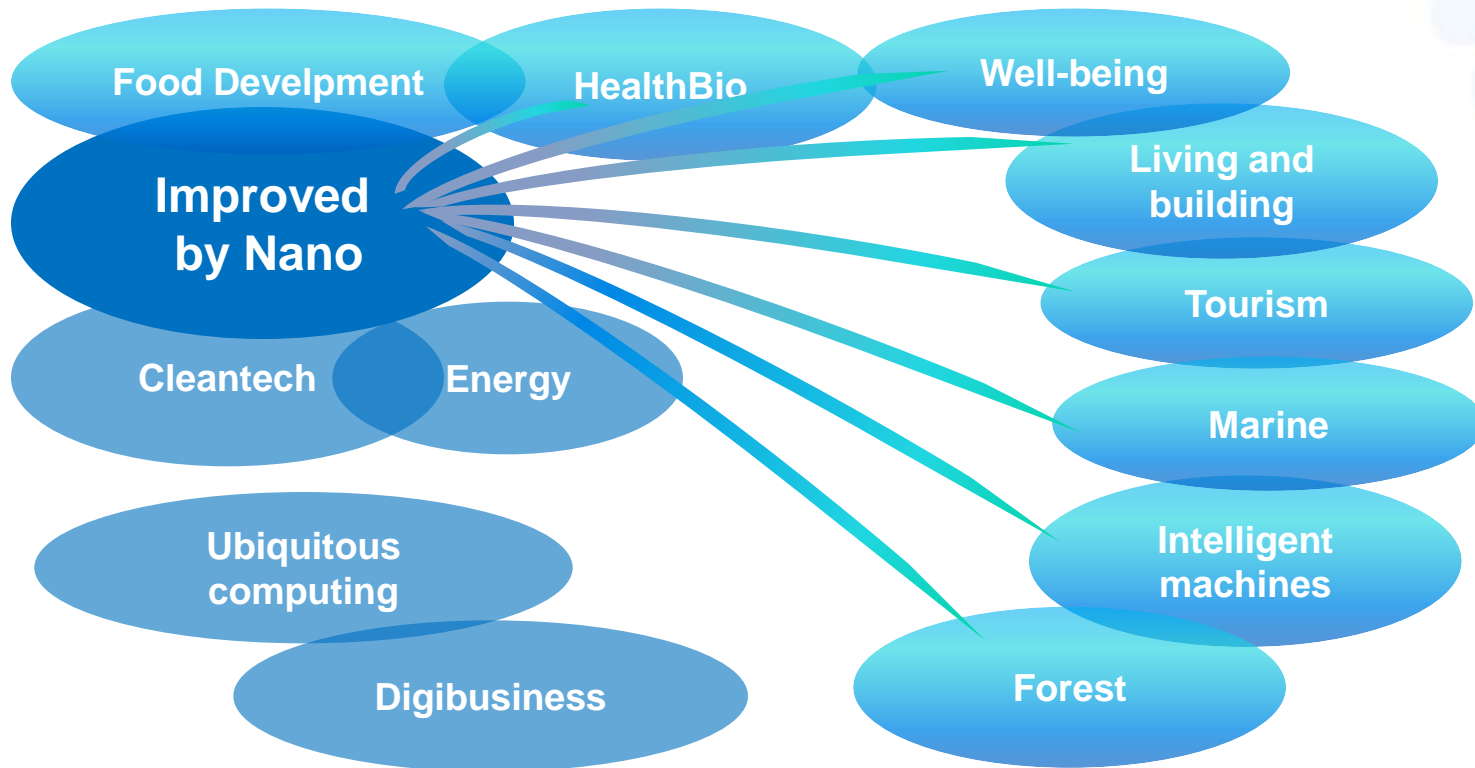 Food Develpment
HealthBio
Well-being
Improved
by Nano
Living and
building
Tourism
Cleantech
Energy
Marine
Ubiquitous
computing
Intelligent
machines
Digibusiness
Forest